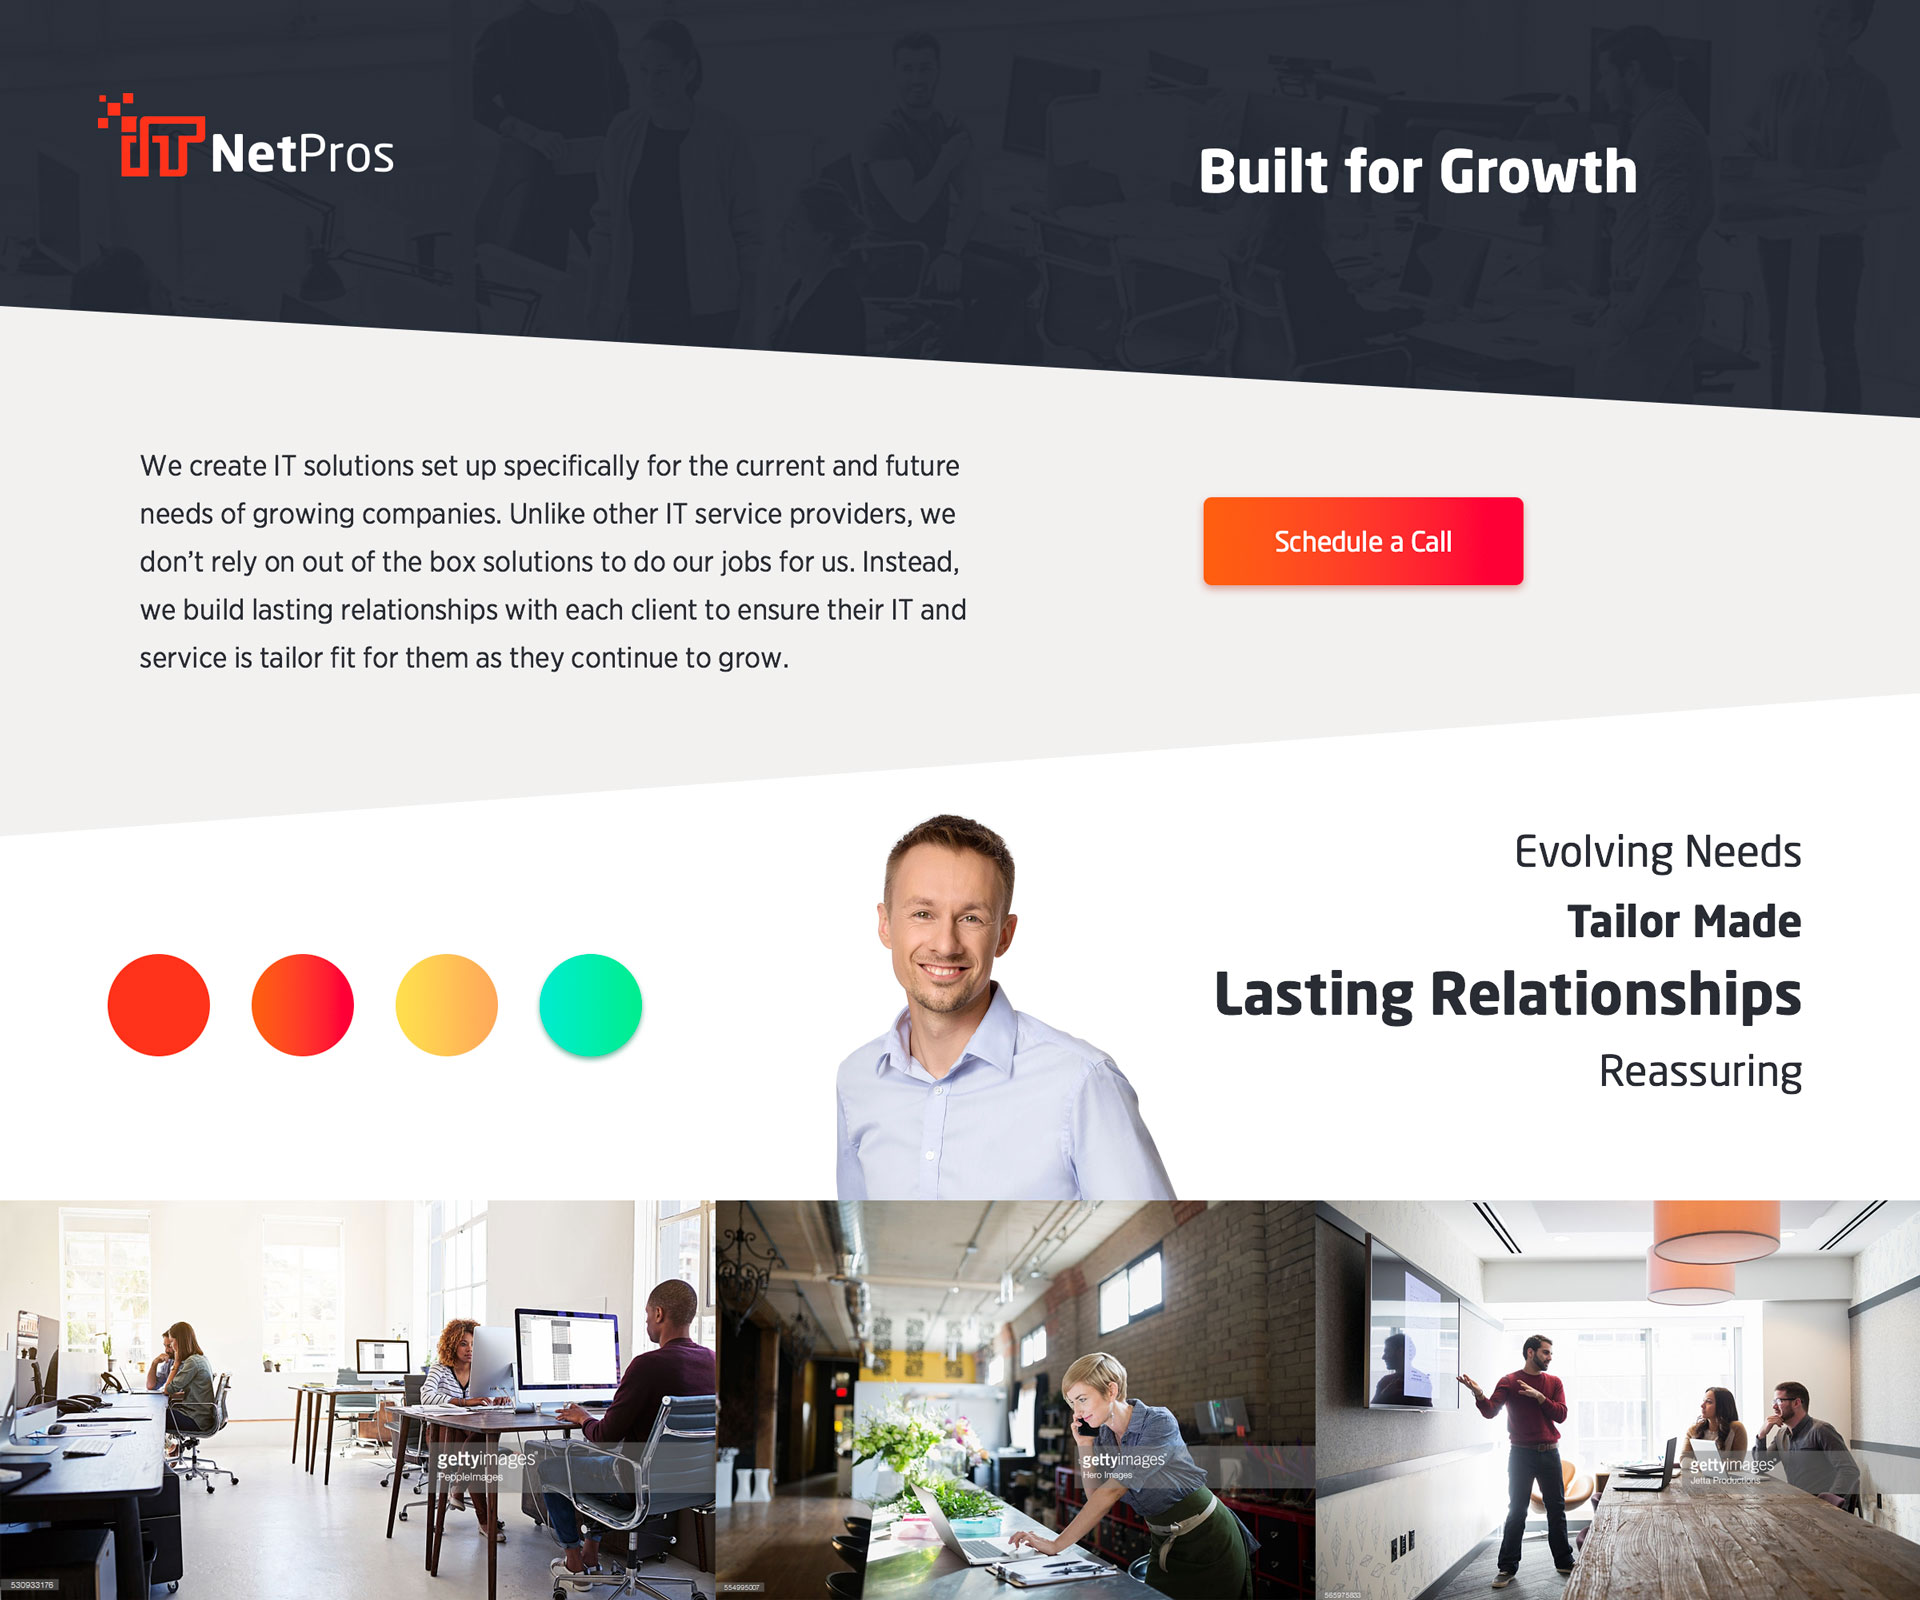 iT NetPros
Built for Growth
We create IT solutions set up specifically for the current and future
needs of growing companies. Unlike other IT service providers, we
don’t rely on out of the box solutions to do our jobs for us. Instead,
we build lasting relationships with each client to ensure their IT and
service is tailor fit for them as they continue to grow.
Schedule a Call
Evolving Needs
Tailor Made
Lasting Relationships
Reassuring
gettyimages®
PeopleImages
530933176
gettyimages®
Hero Images
554995007
gettyimages®
Jetta Productions
565975833